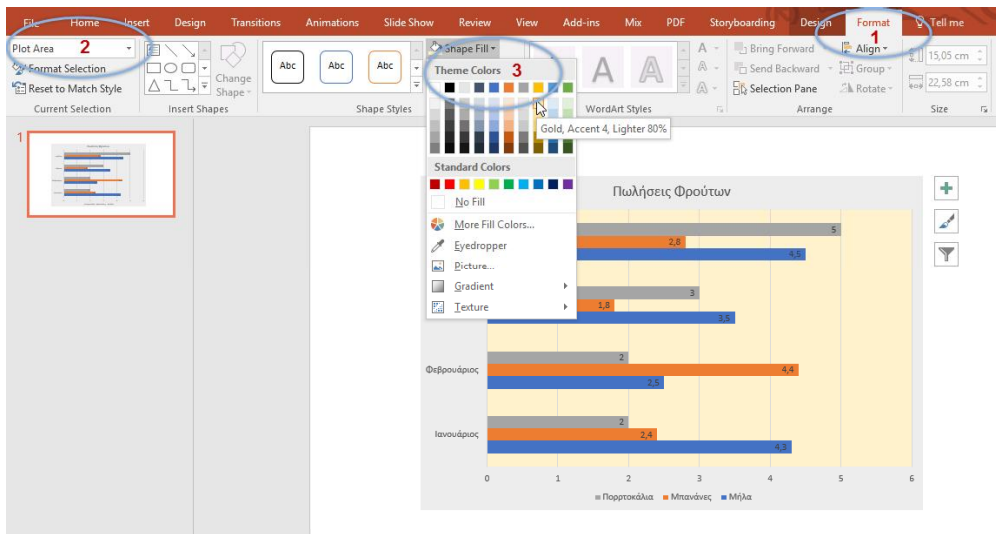 File Home Insert Design Transitions Animations Slide Show Review View Add-ins Mix PDF Storyboarding Design Format Tell me
1
Plot Area 2
Format Selection
Reset to Match Style
Current Selection
Change
Shape
Insert Shapes
Abc Abc Abc
Shape Styles
Shape Fill
Theme Colors 3
Gold, Accent 4, Lighter 80%
Standard Colors
No Fill
More Fill Colors...
Eyedropper
Picture...
Gradient
Texture
A A
A
A
A
WordArt Styles
Bring Forward
Send Backward
Selection Pane
Align
Group
Rotate
Arrange
15,05 cm
22,58 cm
Size
1
Πωλήσεις Φρούτων
5
2,8
4,5
3
1,8
3,5
Φεβρουάριος
2
4,4
2,5
Ιανουάριος
2
2,4
4,3
0 1 2 3 4 5 6
Πορρτοκάλια Μπανάνες Μήλα